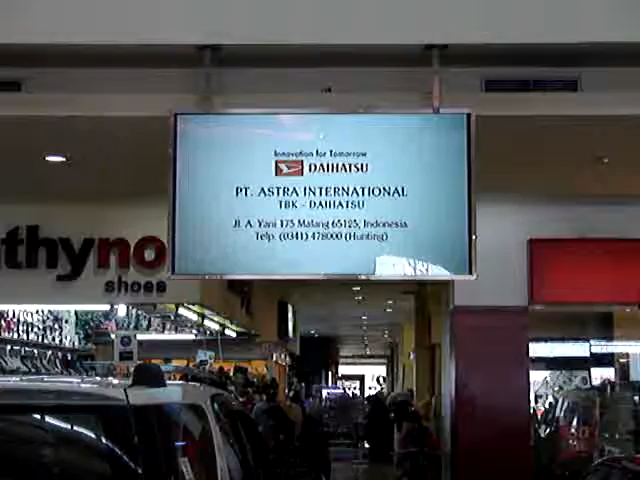 Innovation for Tomorrow
DAIHATSU
PT. ASTRA INTERNATIONAL
TBK - DAIHATSU
Jl. A. Yani 175 Malang 65125, Indonesia
Telp. (0341) 478000 (Hunting)
thyno
shoes